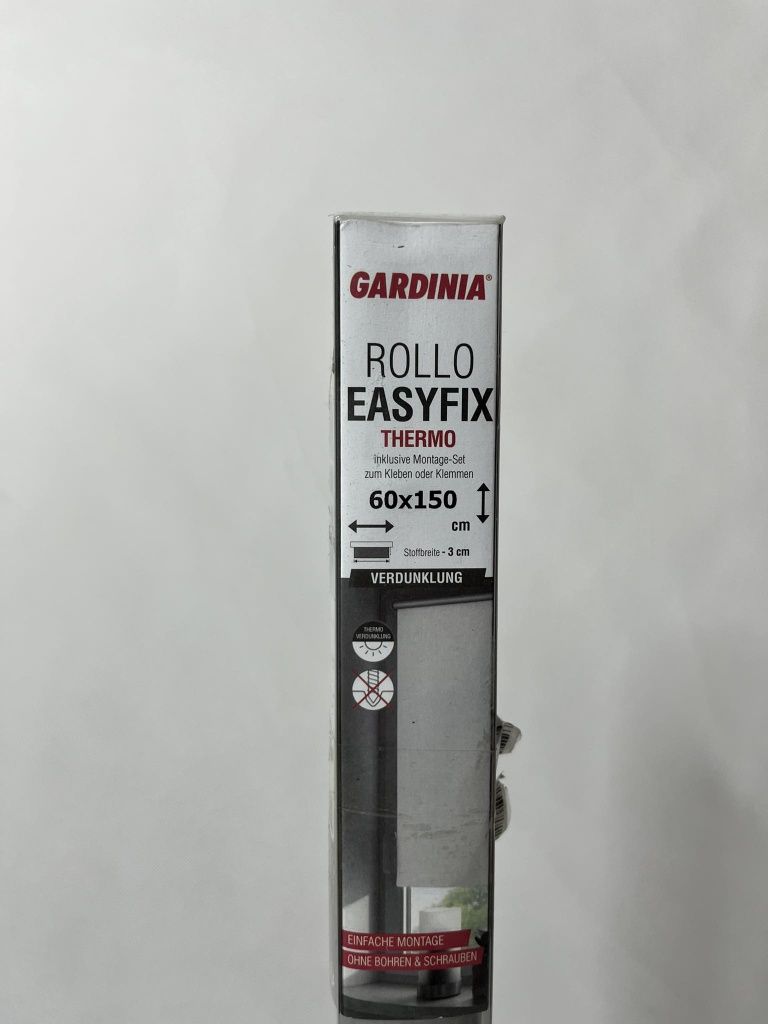 GARDINIA®
ROLLO
EASYFIX
THERMO
inklusive Montage-Set
zum Kleben oder Klemmen
60x150
cm
Stoffbreite - 3 cm
VERDUNKLUNG
THERMO
VERDUNKLUNG
EINFACHE MONTAGE
OHNE BOHREN & SCHRAUBEN